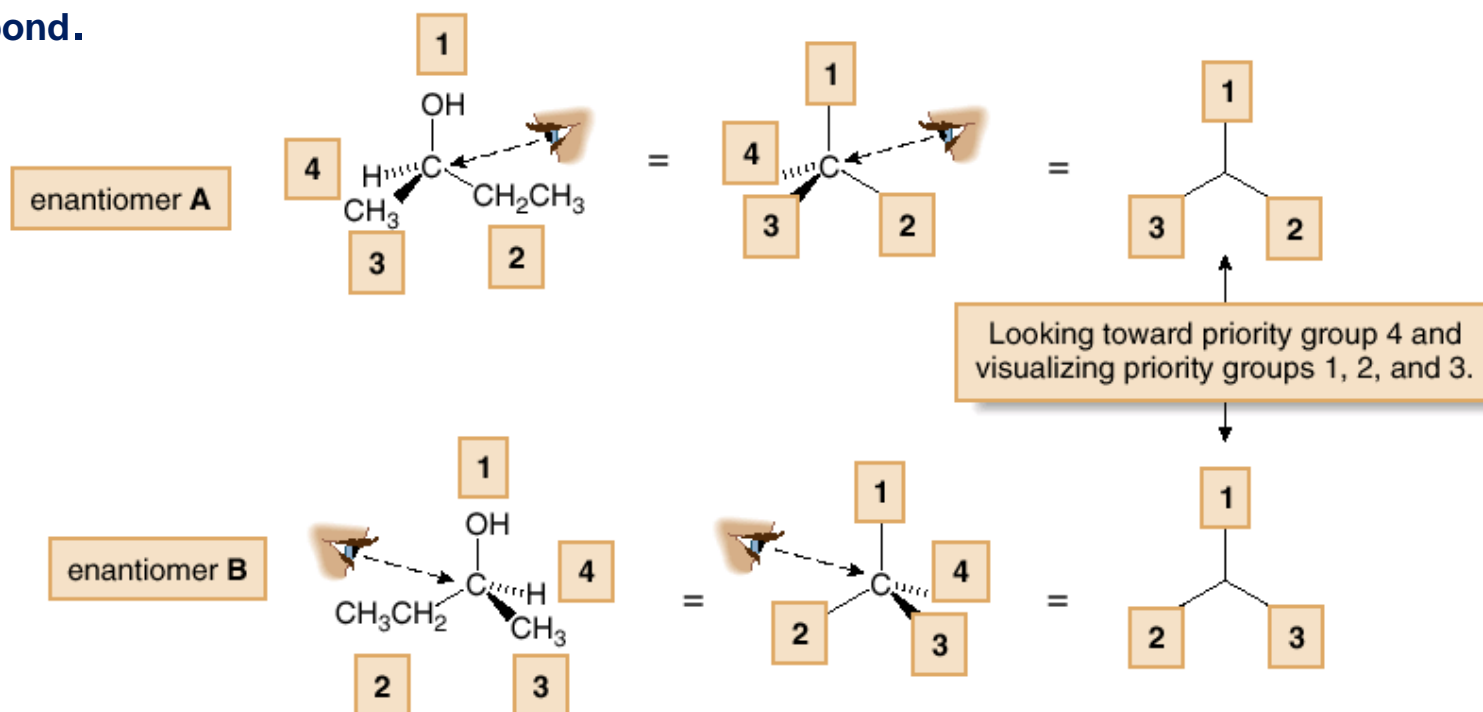 bond.
1
OH
4
H
C
CH3
CH2CH3
3
2
enantiomer A
=
1
4
C
3
2
=
1
3
2
Looking toward priority group 4 and
visualizing priority groups 1, 2, and 3.
1
OH
enantiomer B
C
H
4
CH3CH2
CH3
2
3
=
1
C
4
2
3
=
1
2
3